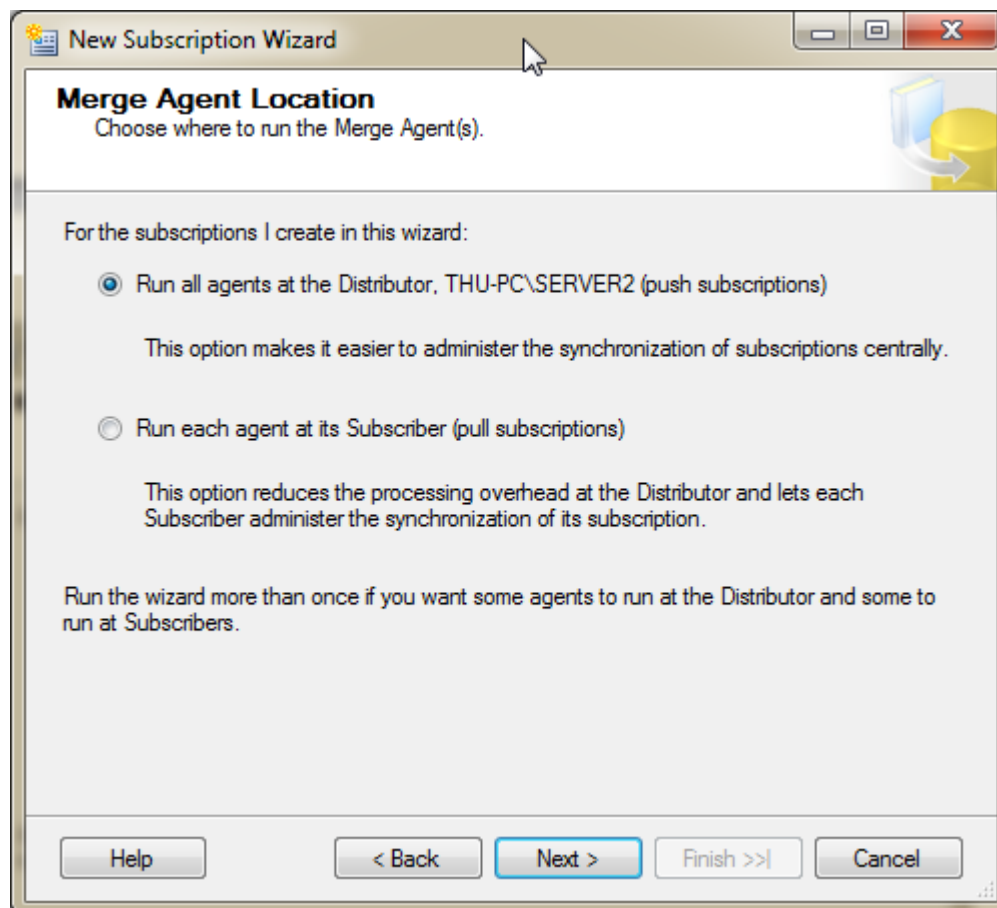 New Subscription Wizard
Merge Agent Location
Choose where to run the Merge Agent(s).
For the subscriptions I create in this wizard:
Run all agents at the Distributor, THU-PC\SERVER2 (push subscriptions)
This option makes it easier to administer the synchronization of subscriptions centrally.
Run each agent at its Subscriber (pull subscriptions)
This option reduces the processing overhead at the Distributor and lets each
Subscriber administer the synchronization of its subscription.
Run the wizard more than once if you want some agents to run at the Distributor and some to
run at Subscribers.
Help < Back Next > Finish >>| Cancel